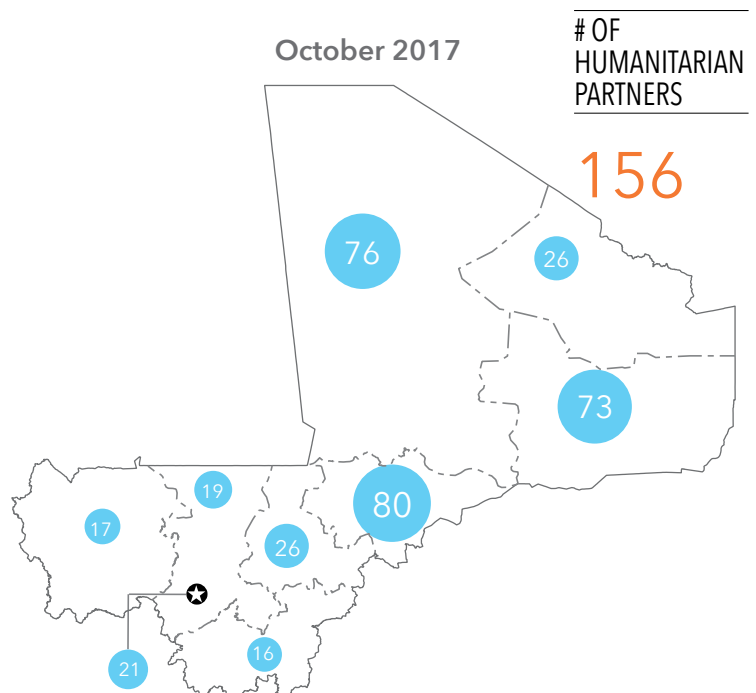 October 2017
# OF
HUMANITARIAN
PARTNERS
156
76
26
73
80
19
17
26
21
16